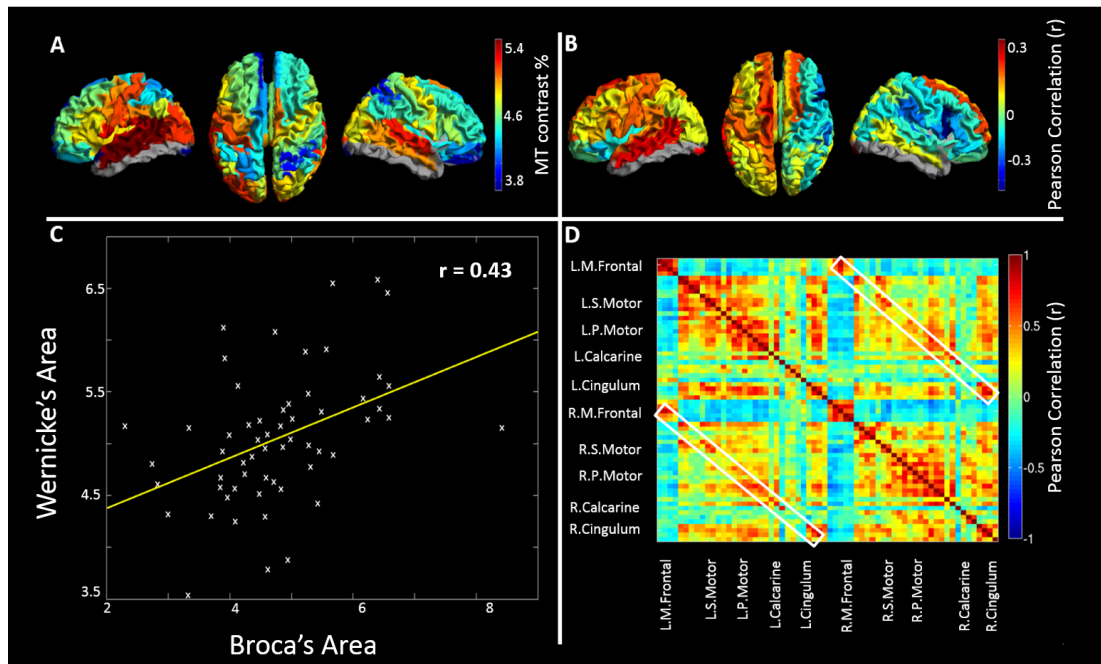 A
5.4
4.6
3.8
MT contrast %
B
0.3
0
-0.3
Pearson Correlation (r)
C
r = 0.43
6.5
5.5
4.5
3.5
2
4
6
8
Wernicke's Area
Broca's Area
D
L.M.Frontal
L.S.Motor
L.P.Motor
L.Calcarine
L.Cingulum
R.M.Frontal
R.S.Motor
R.P.Motor
R.Calcarine
R.Cingulum
L.M.Frontal
L.S.Motor
L.P.Motor
L.Calcarine
L.Cingulum
R.M.Frontal
R.S.Motor
R.P.Motor
R.Calcarine
R.Cingulum
1
0.5
0
-0.5
-1
Pearson Correlation (r)